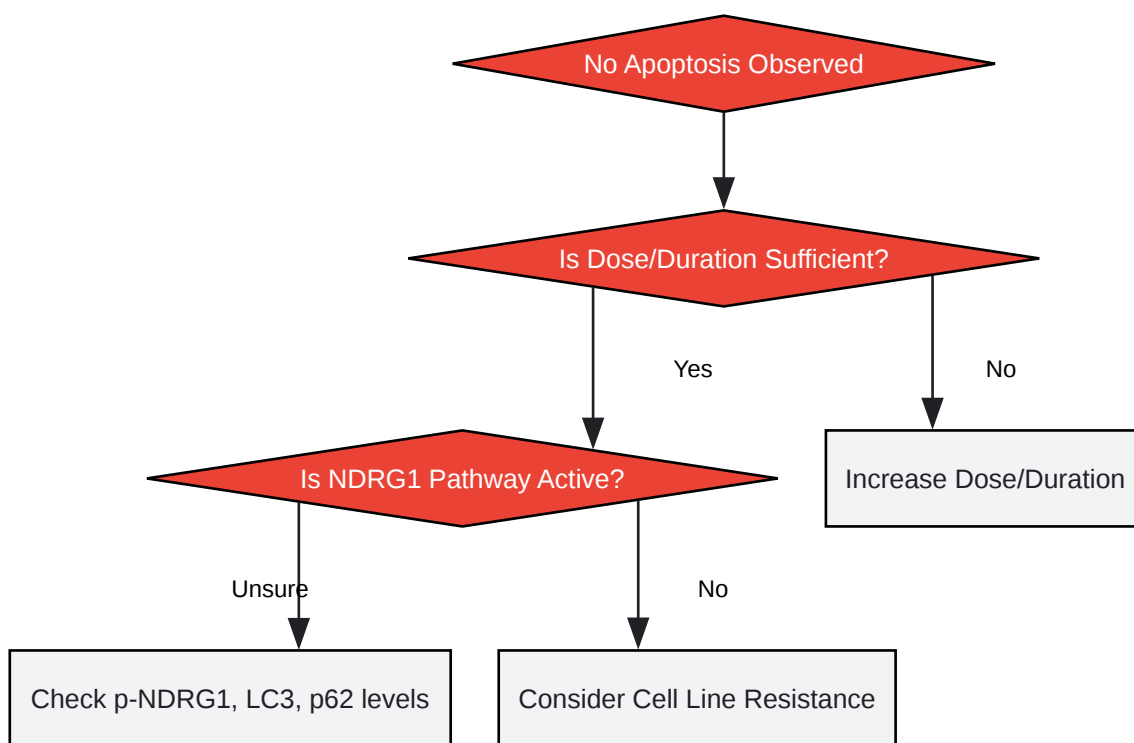 No Apoptosis Observed
Is Dose/Duration Sufficient?
Yes
No
Is NDRG1 Pathway Active?
Increase Dose/Duration
Unsure
No
Check p-NDRG1, LC3, p62 levels
Consider Cell Line Resistance